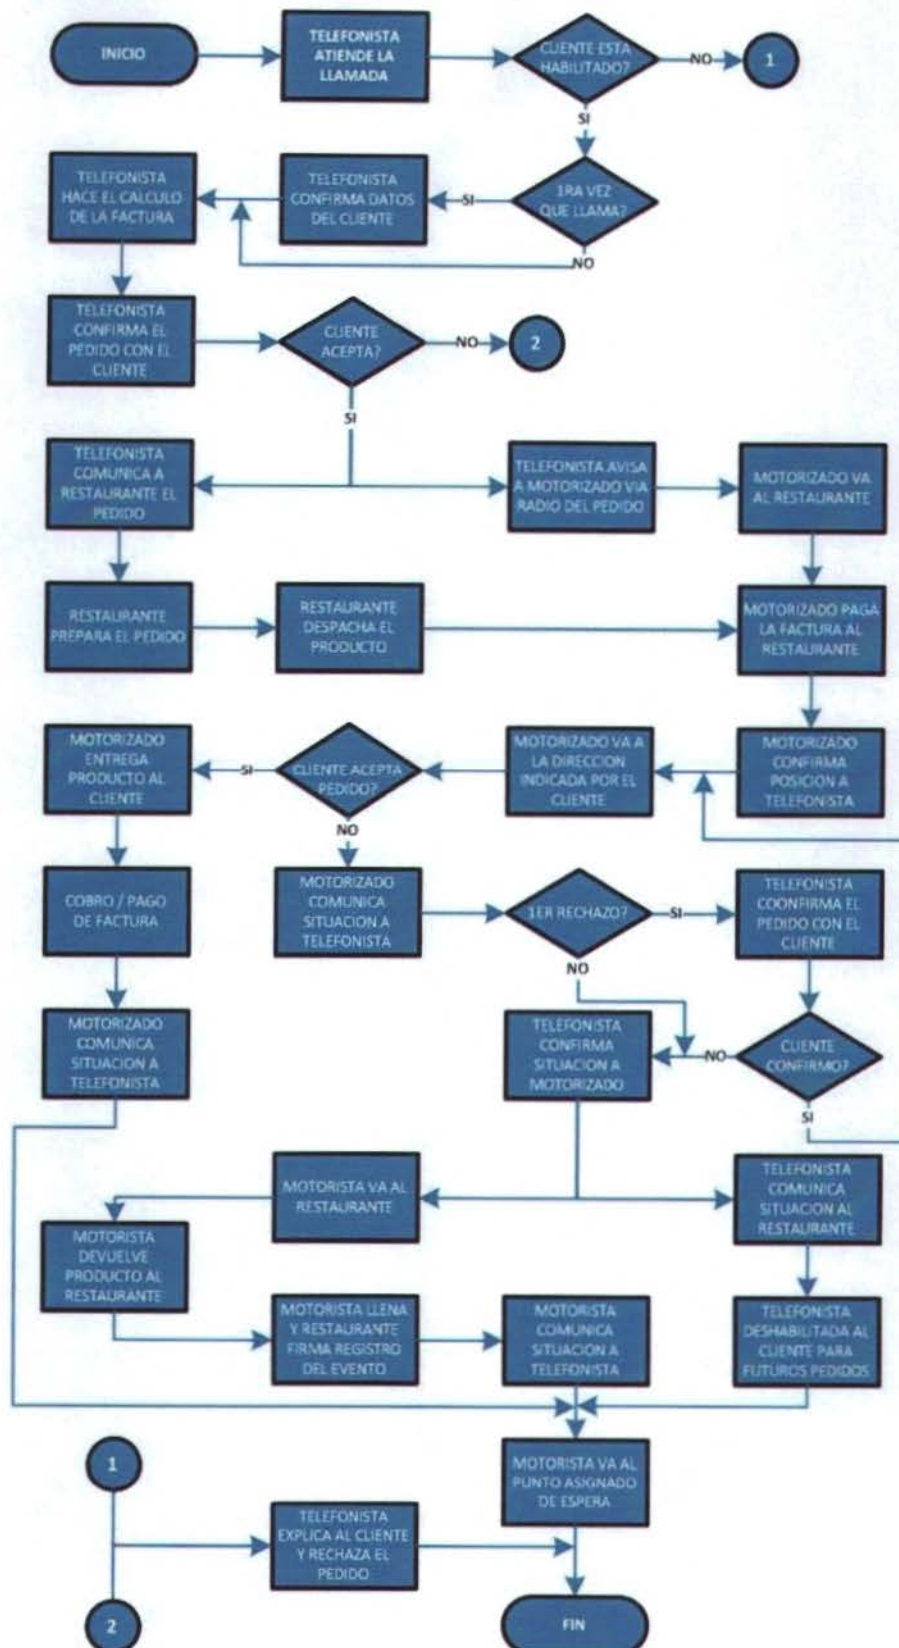 INICIO
TELEFONISTA
ATIENDE LA
LLAMADA
CLIENTE ESTA
HABILITADO?
NO
1
SI
TELEFONISTA
HACE EL CALCULO
DE LA FACTURA
TELEFONISTA
CONFIRMA DATOS
DEL CLIENTE
SI
1RA VEZ
QUE LLAMA?
NO
TELEFONISTA
CONFIRMA EL
PEDIDO CON EL
CLIENTE
CLIENTE
ACEPTA?
NO
2
SI
TELEFONISTA
COMUNICA A
RESTAURANTE EL
PEDIDO
TELEFONISTA AVISA
A MOTORIZADO VIA
RADIO DEL PEDIDO
MOTORIZADO VA
AL RESTAURANTE
RESTAURANTE
PREPARA EL PEDIDO
RESTAURANTE
DESPACHA EL
PRODUCTO
MOTORIZADO PAGA
LA FACTURA AL
RESTAURANTE
MOTORIZADO
ENTREGA
PRODUCTO AL
CLIENTE
SI
CLIENTE ACEPTA
PEDIDO?
MOTORIZADO VA A
LA DIRECCION
INDICADA POR EL
CLIENTE
MOTORIZADO
CONFIRMA
POSICION A
TELEFONISTA
NO
COBRO / PAGO
DE FACTURA
MOTORIZADO
COMUNICA
SITUACION A
TELEFONISTA
1ER RECHAZO?
SI
TELEFONISTA
COONFIRMA EL
PEDIDO CON EL
CLIENTE
NO
MOTORIZADO
COMUNICA
SITUACION A
TELEFONISTA
TELEFONISTA
CONFIRMA
SITUACION A
MOTORIZADO
NO
CLIENTE
CONFIRMO?
SI
MOTORISTA VA AL
RESTAURANTE
TELEFONISTA
COMUNICA
SITUACION AL
RESTAURANTE
MOTORISTA
DEVUELVE
PRODUCTO AL
RESTAURANTE
MOTORISTA LLENA
Y RESTAURANTE
FIRMA REGISTRO
DEL EVENTO
MOTORISTA
COMUNICA
SITUACION A
TELEFONISTA
TELEFONISTA
DESHABILITADA AL
CLIENTE PARA
FUTUROS PEDIDOS
1
MOTORISTA VA AL
PUNTO ASIGNADO
DE ESPERA
TELEFONISTA
EXPLICA AL CLIENTE
Y RECHAZA EL
PEDIDO
2
FIN